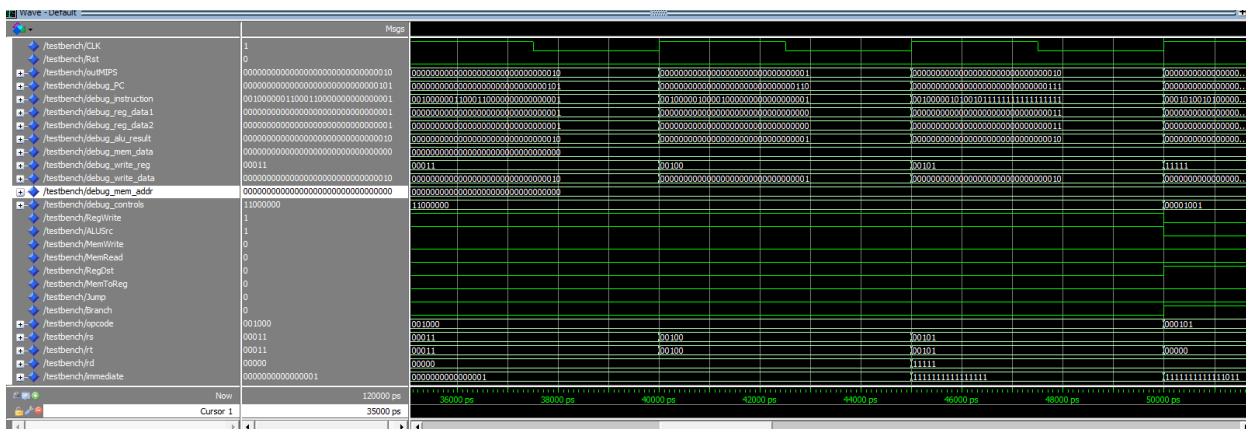 Wave - Default
Msgs
/testbench/CLK 1
/testbench/Rst 0
/testbench/outMIPS 00000000000000000000000000000010 00000000000000000000000000000010 00000000000000000000000000000001 00000000000000000000000000000010 000000000000000...
/testbench/debug_PC 00000000000000000000000000000101 00000000000000000000000000000101 00000000000000000000000000000110 00000000000000000000000000000111 000000000000000...
/testbench/debug_instruction 00100000011000110000000000000001 00100000011000110000000000000001 00100000100001000000000000000001 00100000101001011111111111111111 000101001010000...
/testbench/debug_reg_data1 00000000000000000000000000000001 00000000000000000000000000000001 00000000000000000000000000000000 00000000000000000000000000000011 000000000000000...
/testbench/debug_reg_data2 00000000000000000000000000000001 00000000000000000000000000000001 00000000000000000000000000000000 00000000000000000000000000000011 000000000000000...
/testbench/debug_alu_result 00000000000000000000000000000010 00000000000000000000000000000010 00000000000000000000000000000001 00000000000000000000000000000010 000000000000000...
/testbench/debug_mem_data 00000000000000000000000000000000 00000000000000000000000000000000
/testbench/debug_write_reg 00011 00011 00100 00101 11111
/testbench/debug_write_data 00000000000000000000000000000010 00000000000000000000000000000010 00000000000000000000000000000001 00000000000000000000000000000010 000000000000000...
/testbench/debug_mem_addr 00000000000000000000000000000000 00000000000000000000000000000000
/testbench/debug_controls 11000000 11000000 00001001
/testbench/RegWrite 1
/testbench/ALUSrc 1
/testbench/MemWrite 0
/testbench/MemRead 0
/testbench/RegDst 0
/testbench/MemToReg 0
/testbench/Jump 0
/testbench/Branch 0
/testbench/opcode 001000 001000 000101
/testbench/rs 00011 00011 00100 00101
/testbench/rt 00011 00011 00100 00101 00000
/testbench/rd 00000 00000 11111
/testbench/immediate 0000000000000001 0000000000000001 1111111111111111 1111111111111011
Now 120000 ps 36000 ps 38000 ps 40000 ps 42000 ps 44000 ps 46000 ps 48000 ps 50000 ps
Cursor 1 35000 ps